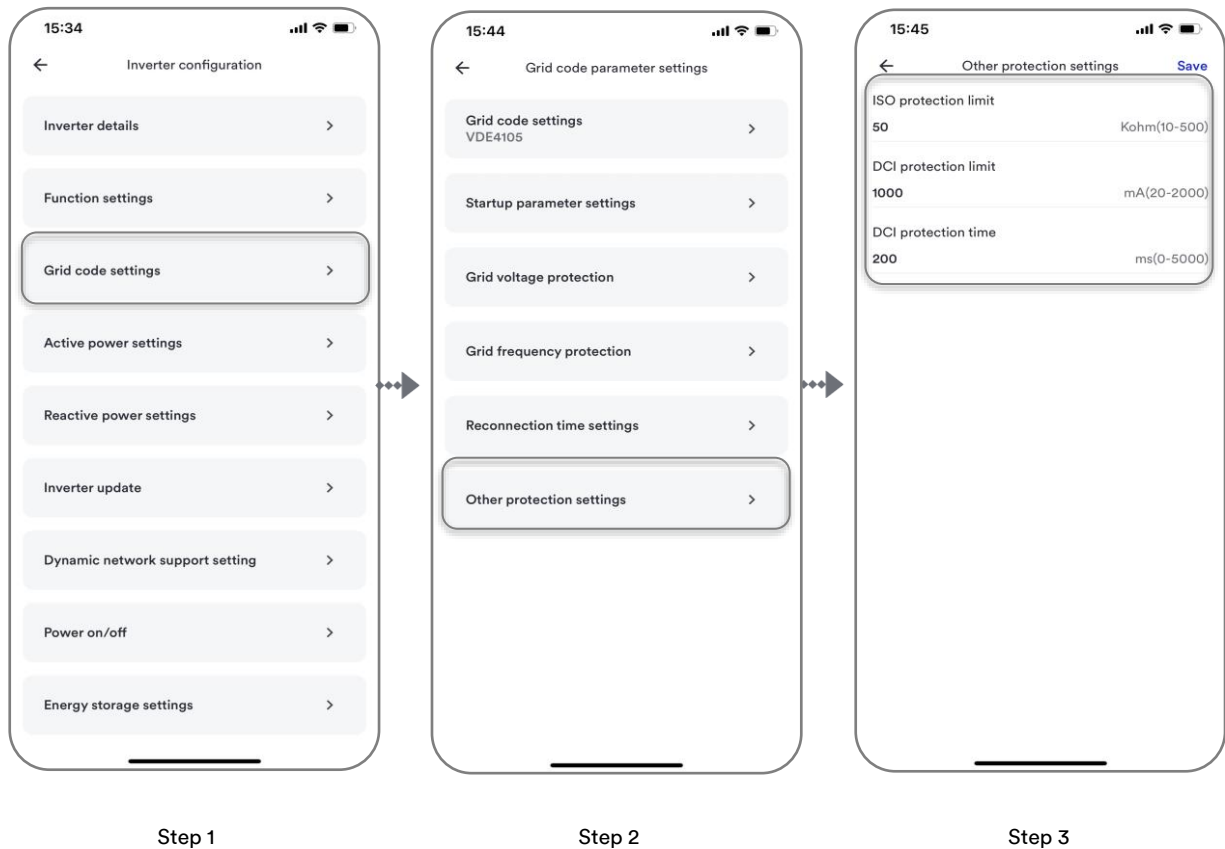 15:34
Inverter configuration
Inverter details
Function settings
Grid code settings
Active power settings
Reactive power settings
Inverter update
Dynamic network support setting
Power on/off
Energy storage settings
Step 1
15:44
Grid code parameter settings
Grid code settings
VDE4105
Startup parameter settings
Grid voltage protection
Grid frequency protection
Reconnection time settings
Other protection settings
Step 2
15:45
Other protection settings Save
ISO protection limit
50 Kohm(10-500)
DCI protection limit
1000 mA(20-2000)
DCI protection time
200 ms(0-5000)
Step 3